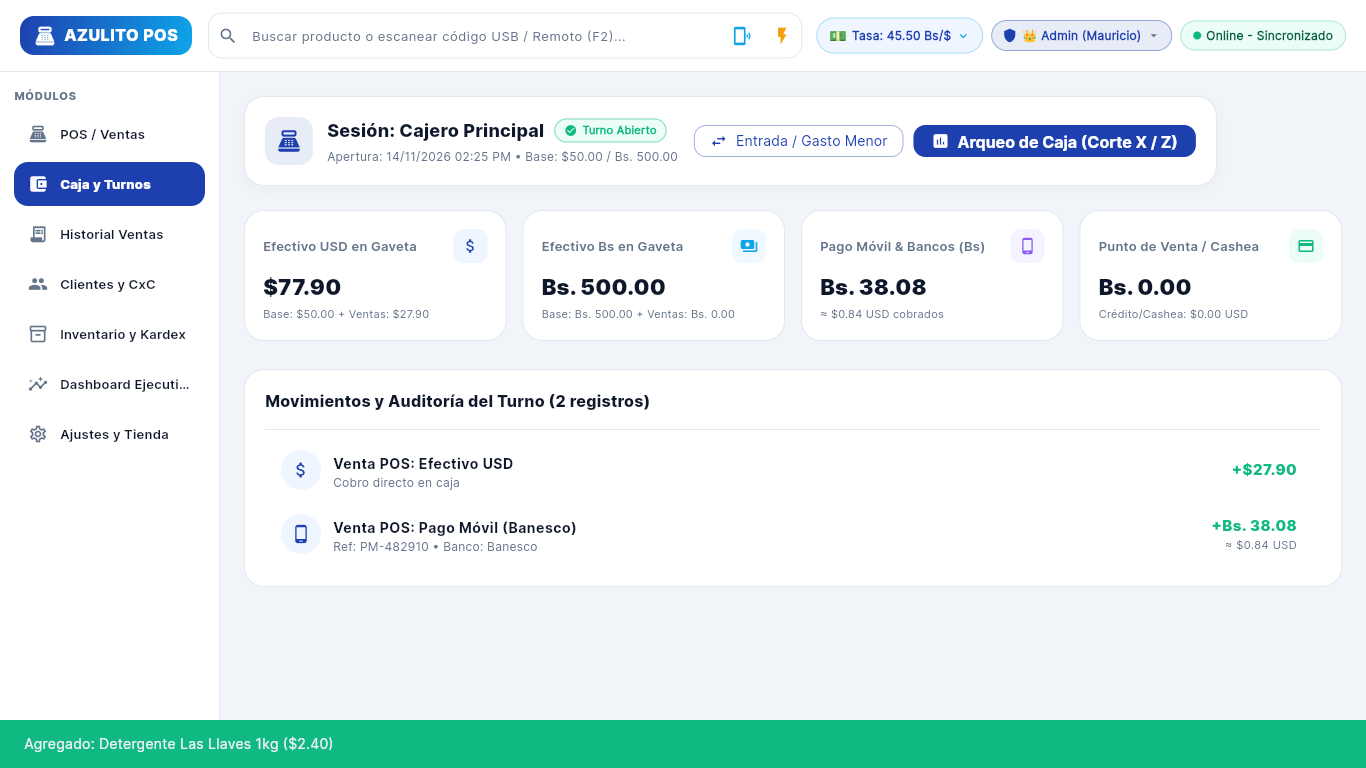 AZULITO POS
Buscar producto o escanear código USB / Remoto (F2)...
Tasa: 45.50 Bs/$
Admin (Mauricio)
Online - Sincronizado
MÓDULOS
POS / Ventas
Caja y Turnos
Historial Ventas
Clientes y CxC
Inventario y Kardex
Dashboard Ejecuti...
Ajustes y Tienda
Sesión: Cajero Principal
Turno Abierto
Apertura: 14/11/2026 02:25 PM • Base: $50.00 / Bs. 500.00
Entrada / Gasto Menor
Arqueo de Caja (Corte X / Z)
Efectivo USD en Gaveta
$77.90
Base: $50.00 + Ventas: $27.90
Efectivo Bs en Gaveta
Bs. 500.00
Base: Bs. 500.00 + Ventas: Bs. 0.00
Pago Móvil & Bancos (Bs)
Bs. 38.08
≈ $0.84 USD cobrados
Punto de Venta / Cashea
Bs. 0.00
Crédito/Cashea: $0.00 USD
Movimientos y Auditoría del Turno (2 registros)
Venta POS: Efectivo USD
Cobro directo en caja
+$27.90
Venta POS: Pago Móvil (Banesco)
Ref: PM-482910 • Banco: Banesco
+Bs. 38.08
≈ $0.84 USD
Agregado: Detergente Las Llaves 1kg ($2.40)